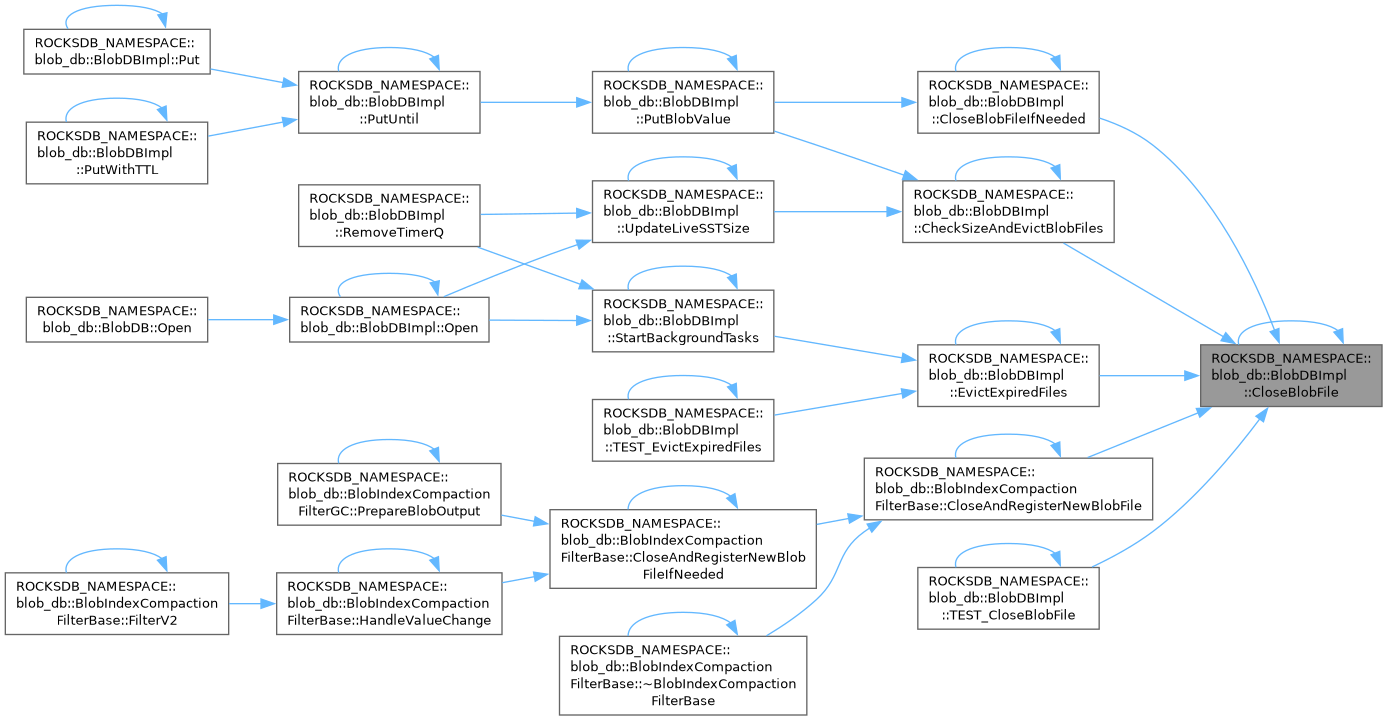 ROCKSDB_NAMESPACE::
blob_db::BlobDBImpl::Put
ROCKSDB_NAMESPACE::
blob_db::BlobDBImpl
::PutWithTTL
ROCKSDB_NAMESPACE::
blob_db::BlobDB::Open
ROCKSDB_NAMESPACE::
blob_db::BlobIndexCompaction
FilterBase::FilterV2
ROCKSDB_NAMESPACE::
blob_db::BlobDBImpl
::PutUntil
ROCKSDB_NAMESPACE::
blob_db::BlobDBImpl
::RemoveTimerQ
ROCKSDB_NAMESPACE::
blob_db::BlobDBImpl::Open
ROCKSDB_NAMESPACE::
blob_db::BlobIndexCompaction
FilterGC::PrepareBlobOutput
ROCKSDB_NAMESPACE::
blob_db::BlobIndexCompaction
FilterBase::HandleValueChange
ROCKSDB_NAMESPACE::
blob_db::BlobDBImpl
::PutBlobValue
ROCKSDB_NAMESPACE::
blob_db::BlobDBImpl
::UpdateLiveSSTSize
ROCKSDB_NAMESPACE::
blob_db::BlobDBImpl
::StartBackgroundTasks
ROCKSDB_NAMESPACE::
blob_db::BlobDBImpl
::TEST_EvictExpiredFiles
ROCKSDB_NAMESPACE::
blob_db::BlobIndexCompaction
FilterBase::CloseAndRegisterNewBlob
FileIfNeeded
ROCKSDB_NAMESPACE::
blob_db::BlobIndexCompaction
FilterBase::~BlobIndexCompaction
FilterBase
ROCKSDB_NAMESPACE::
blob_db::BlobDBImpl
::CloseBlobFileIfNeeded
ROCKSDB_NAMESPACE::
blob_db::BlobDBImpl
::CheckSizeAndEvictBlobFiles
ROCKSDB_NAMESPACE::
blob_db::BlobDBImpl
::EvictExpiredFiles
ROCKSDB_NAMESPACE::
blob_db::BlobIndexCompaction
FilterBase::CloseAndRegisterNewBlobFile
ROCKSDB_NAMESPACE::
blob_db::BlobDBImpl
::TEST_CloseBlobFile
ROCKSDB_NAMESPACE::
blob_db::BlobDBImpl
::CloseBlobFile